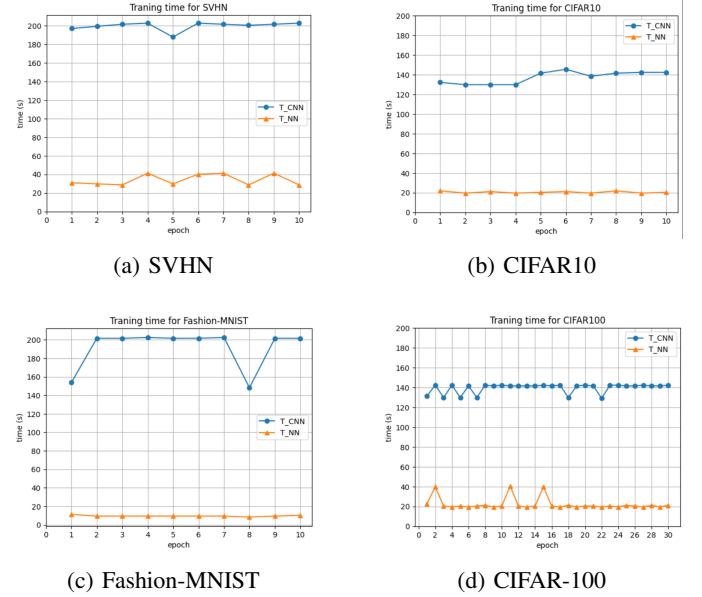 Traning time for SVHN
200
180
160
140
120
100
80
60
40
20
0
time (s)
T_CNN
T_NN
0 1 2 3 4 5 6 7 8 9 10
epoch
(a) SVHN
Traning time for CIFAR10
200
180
160
140
120
100
80
60
40
20
0
time (s)
T_CNN
T_NN
0 1 2 3 4 5 6 7 8 9 10
epoch
(b) CIFAR10
Traning time for Fashion-MNIST
200
180
160
140
120
100
80
60
40
20
0
time (s)
T_CNN
T_NN
0 1 2 3 4 5 6 7 8 9 10
epoch
(c) Fashion-MNIST
Traning time for CIFAR100
200
180
160
140
120
100
80
60
40
20
0
time (s)
T_CNN
T_NN
0 2 4 6 8 10 12 14 16 18 20 22 24 26 28 30
epoch
(d) CIFAR-100